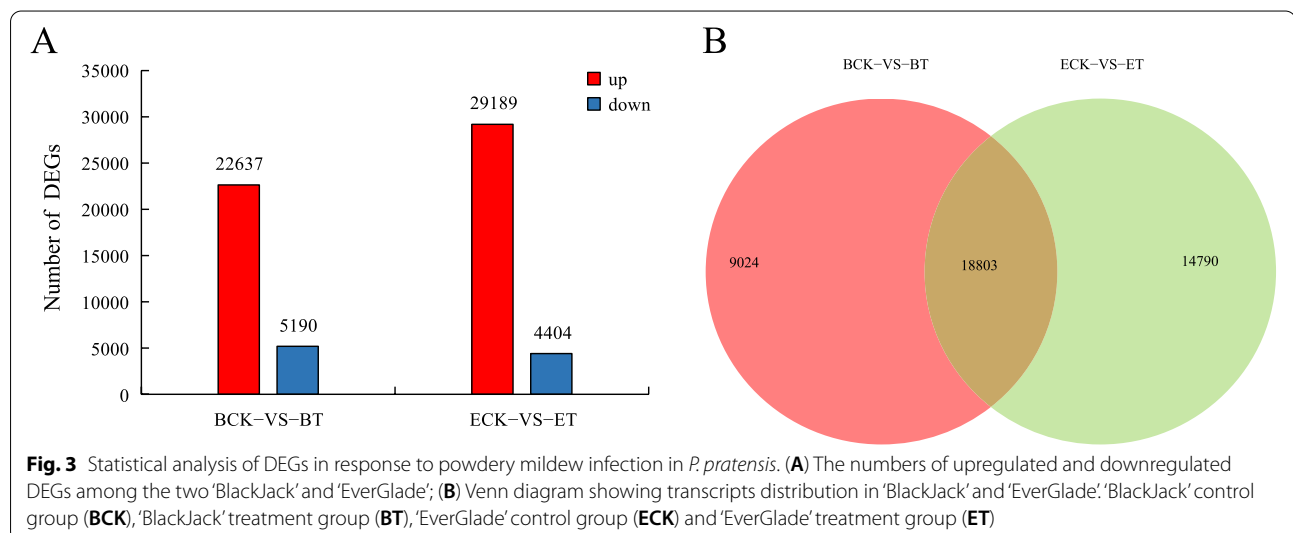 A
35000
30000
25000
20000
15000
10000
5000
0
Number of DEGs
up
down
22637
5190
29189
4404
BCK−VS−BT
ECK−VS−ET
B
BCK−VS−BT
ECK−VS−ET
9024
18803
14790
Fig. 3 Statistical analysis of DEGs in response to powdery mildew infection in P. pratensis. (A) The numbers of upregulated and downregulated
DEGs among the two ‘BlackJack’ and ‘EverGlade’; (B) Venn diagram showing transcripts distribution in ‘BlackJack’ and ‘EverGlade’. ‘BlackJack’ control
group (BCK), ‘BlackJack’ treatment group (BT), ‘EverGlade’ control group (ECK) and ‘EverGlade’ treatment group (ET)